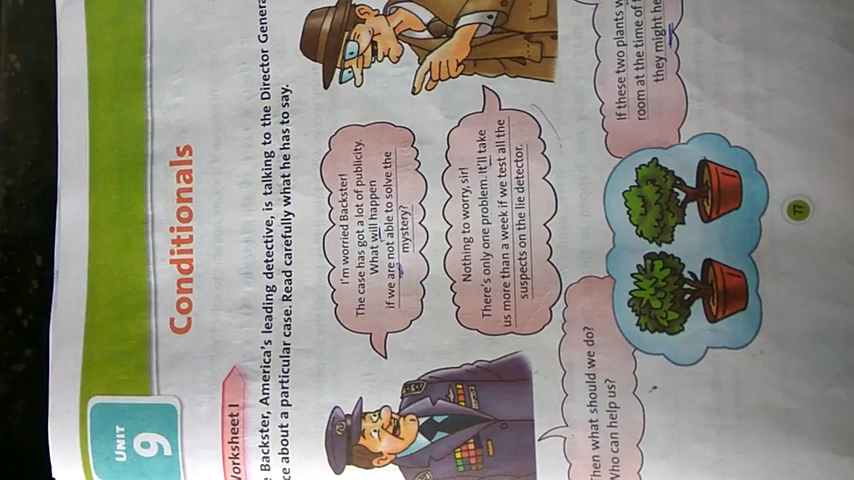 UNIT
9
Conditionals
Worksheet 1
Backster, America's leading detective, is talking to the Director
about a particular case. Read carefully what he has to say.
I'm worried Backster!
The case has got a lot of publicity.
What will happen
if we are not able to solve the
mystery?
Nothing to worry, sir!
There's only one problem. It'll take
us more than a week if we test all the
suspects on the lie detector.
Then what should we do?
Who can help us?
If these two plants
room at the time of
they might
77